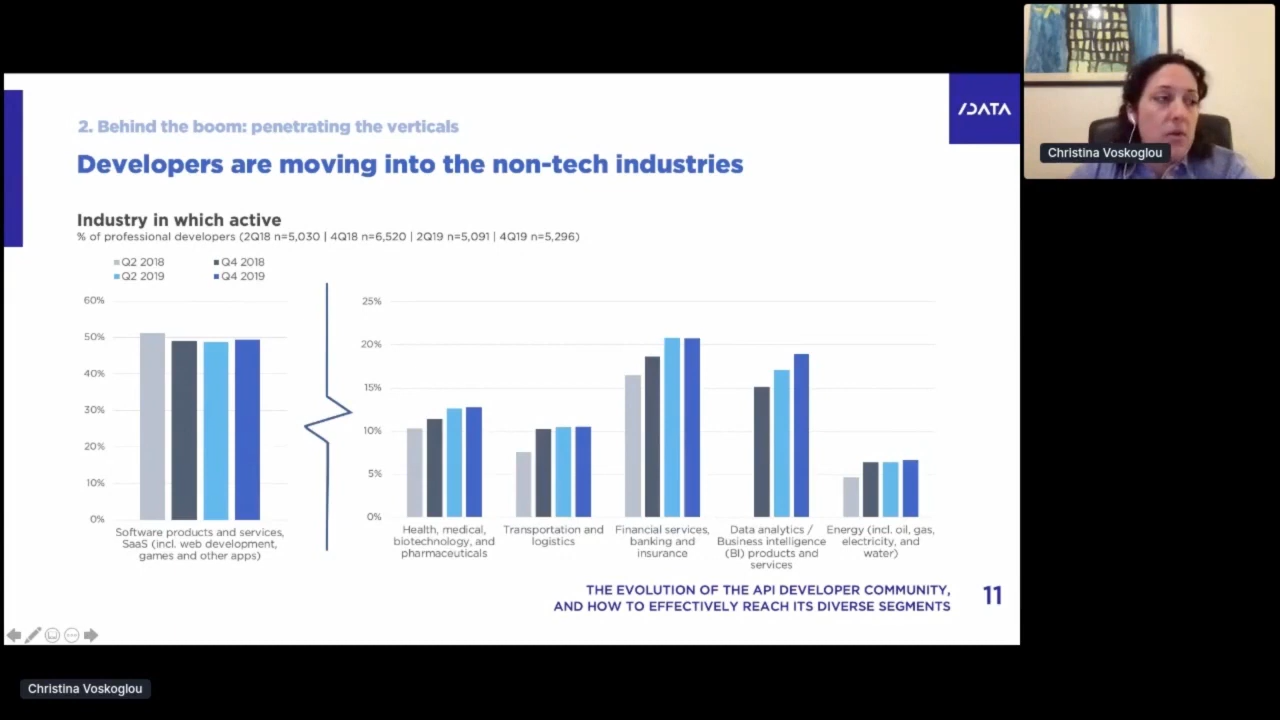 /DATA
2. Behind the boom: penetrating the verticals
Developers are moving into the non-tech industries
Christina Voskoglou
Industry in which active
% of professional developers (2Q18 n=5,030 | 4Q18 n=6,520 | 2Q19 n=5,091 | 4Q19 n=5,296)
Q2 2018
Q4 2018
Q2 2019
Q4 2019
60%
50%
40%
30%
20%
10%
0%
Software products and services,
SaaS (incl. web development,
games and other apps)
25%
20%
15%
10%
5%
0%
Health, medical,
biotechnology, and
pharmaceuticals
Transportation and
logistics
Financial services,
banking and
insurance
Data analytics /
Business intelligence
(BI) products and
services
Energy (incl. oil, gas,
electricity, and
water)
THE EVOLUTION OF THE API DEVELOPER COMMUNITY,
AND HOW TO EFFECTIVELY REACH ITS DIVERSE SEGMENTS
11
Christina Voskoglou